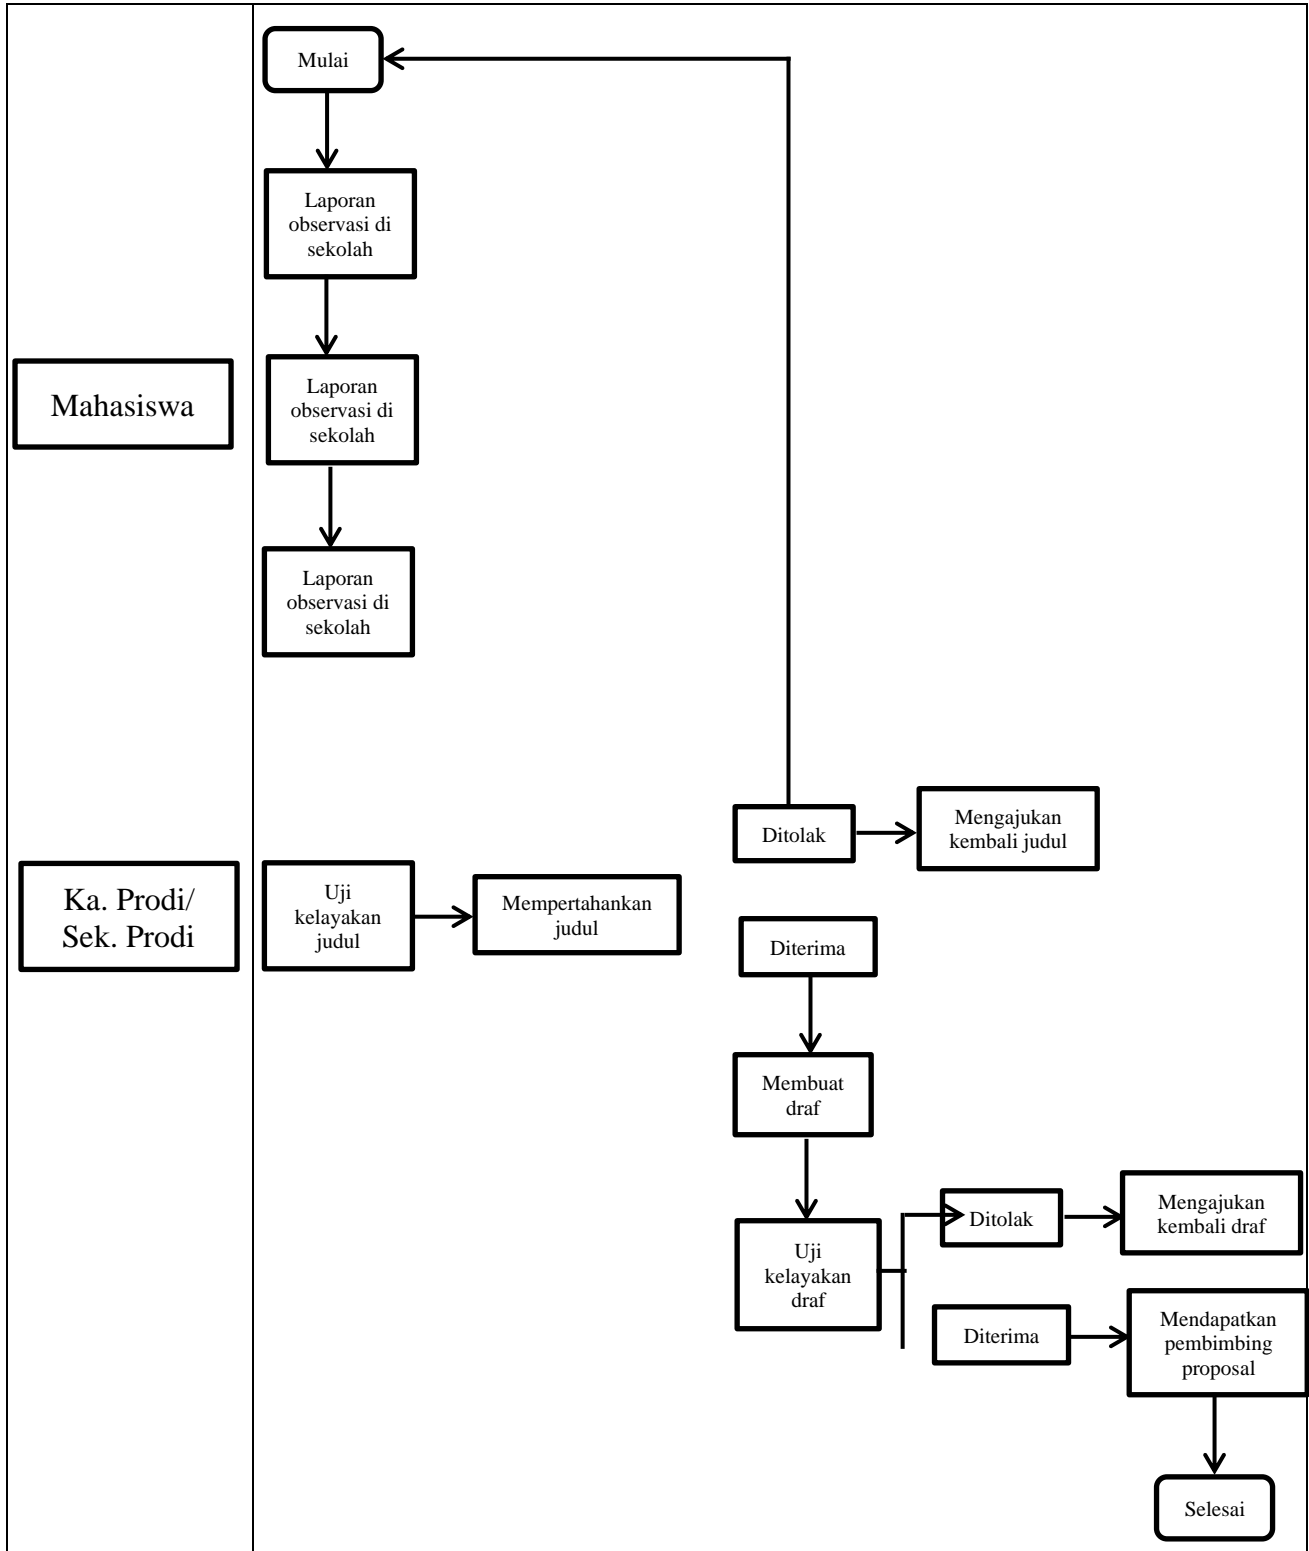 Mulai
Laporan
observasi di
sekolah
Mahasiswa
Laporan
observasi di
sekolah
Laporan
observasi di
sekolah
Ditolak
Mengajukan
kembali judul
Ka. Prodi/
Sek. Prodi
Uji
kelayakan
judul
Mempertahankan
judul
Diterima
Membuat
draf
Uji
kelayakan
draf
Ditolak
Mengajukan
kembali draf
Diterima
Mendapatkan
pembimbing
proposal
Selesai